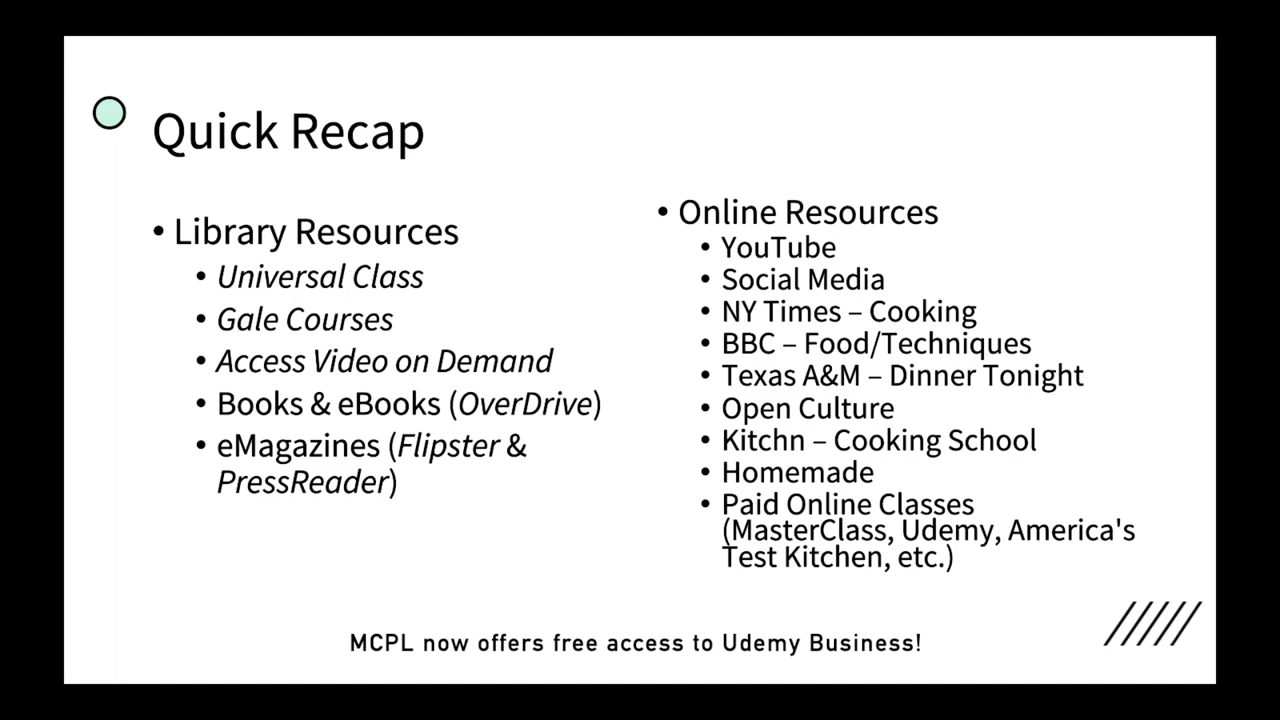 Quick Recap
• Library Resources
• Universal Class
• Gale Courses
• Access Video on Demand
• Books & eBooks (OverDrive)
• eMagazines (Flipster &
PressReader)
• Online Resources
• YouTube
• Social Media
• NY Times – Cooking
• BBC – Food/Techniques
• Texas A&M – Dinner Tonight
• Open Culture
• Kitchn – Cooking School
• Homemade
• Paid Online Classes
(MasterClass, Udemy, America's
Test Kitchen, etc.)
MCPL now offers free access to Udemy Business!